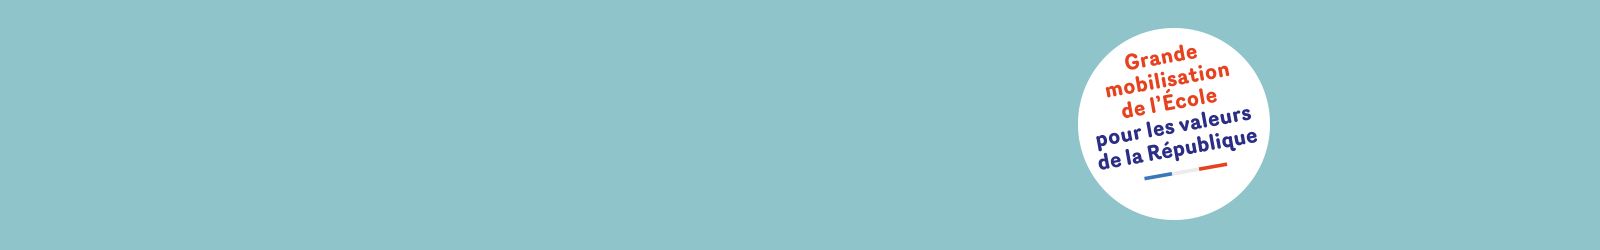 Grande
mobilisation
de l'École
pour les valeurs
de la République